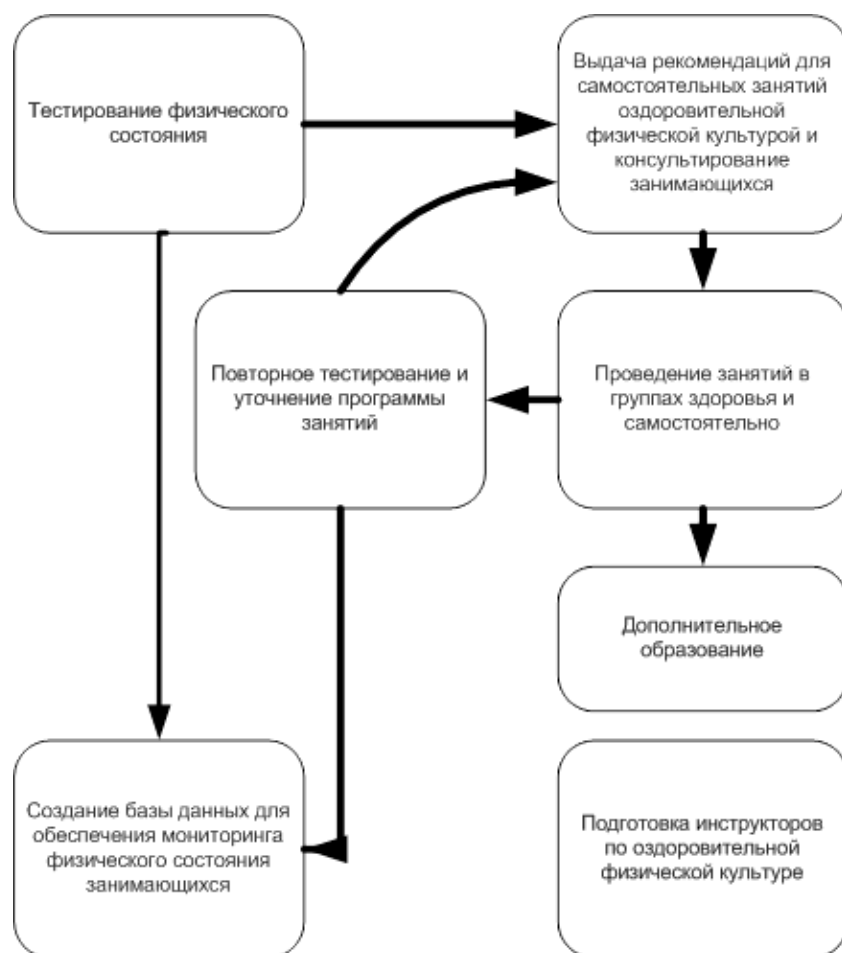 Тестирование физического
состояния
Выдача рекомендаций для
самостоятельных занятий
оздоровительной
физической культурой и
консультирование
занимающихся
Повторное тестирование и
уточнение программы
занятий
Проведение занятий в
группах здоровья и
самостоятельно
Дополнительное
образование
Создание базы данных для
обеспечения мониторинга
физического состояния
занимающихся
Подготовка инструкторов
по оздоровительной
физической культуре